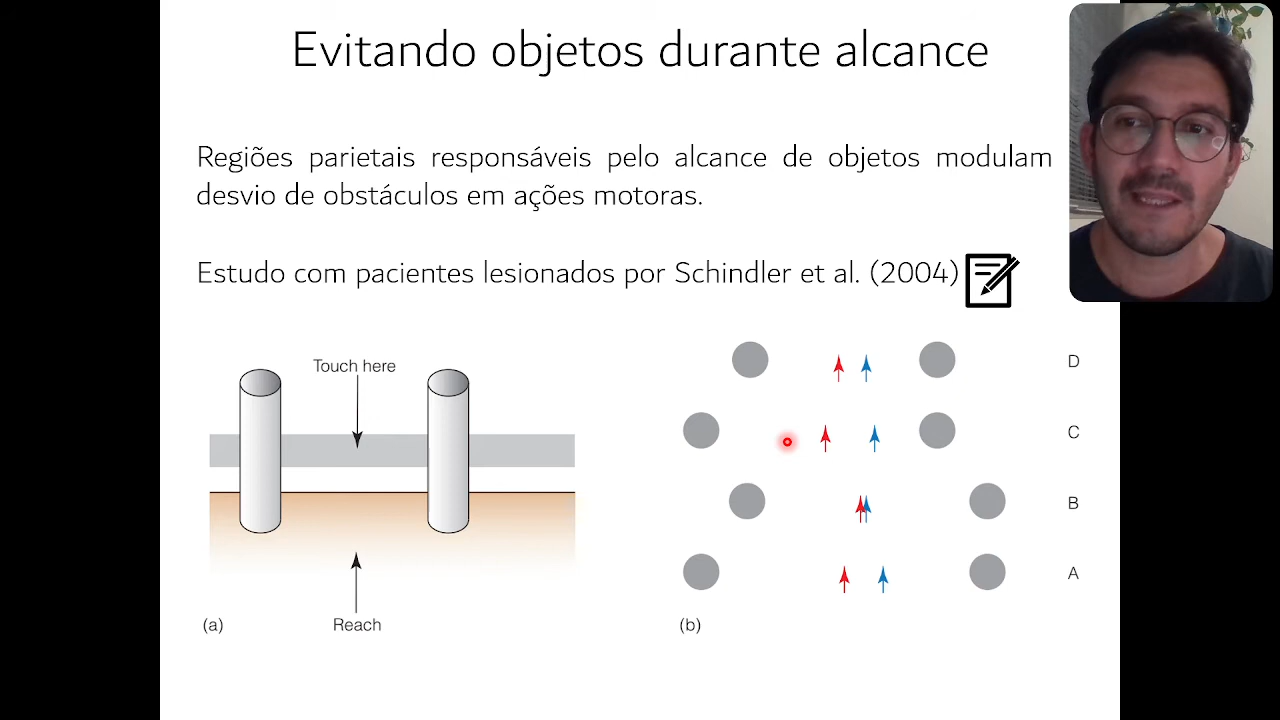 Evitando objetos durante alcance
Regiões parietais responsáveis pelo alcance de objetos modulam
desvio de obstáculos em ações motoras.
Estudo com pacientes lesionados por Schindler et al. (2004)
Touch here
Reach
(a)
D
C
B
A
(b)